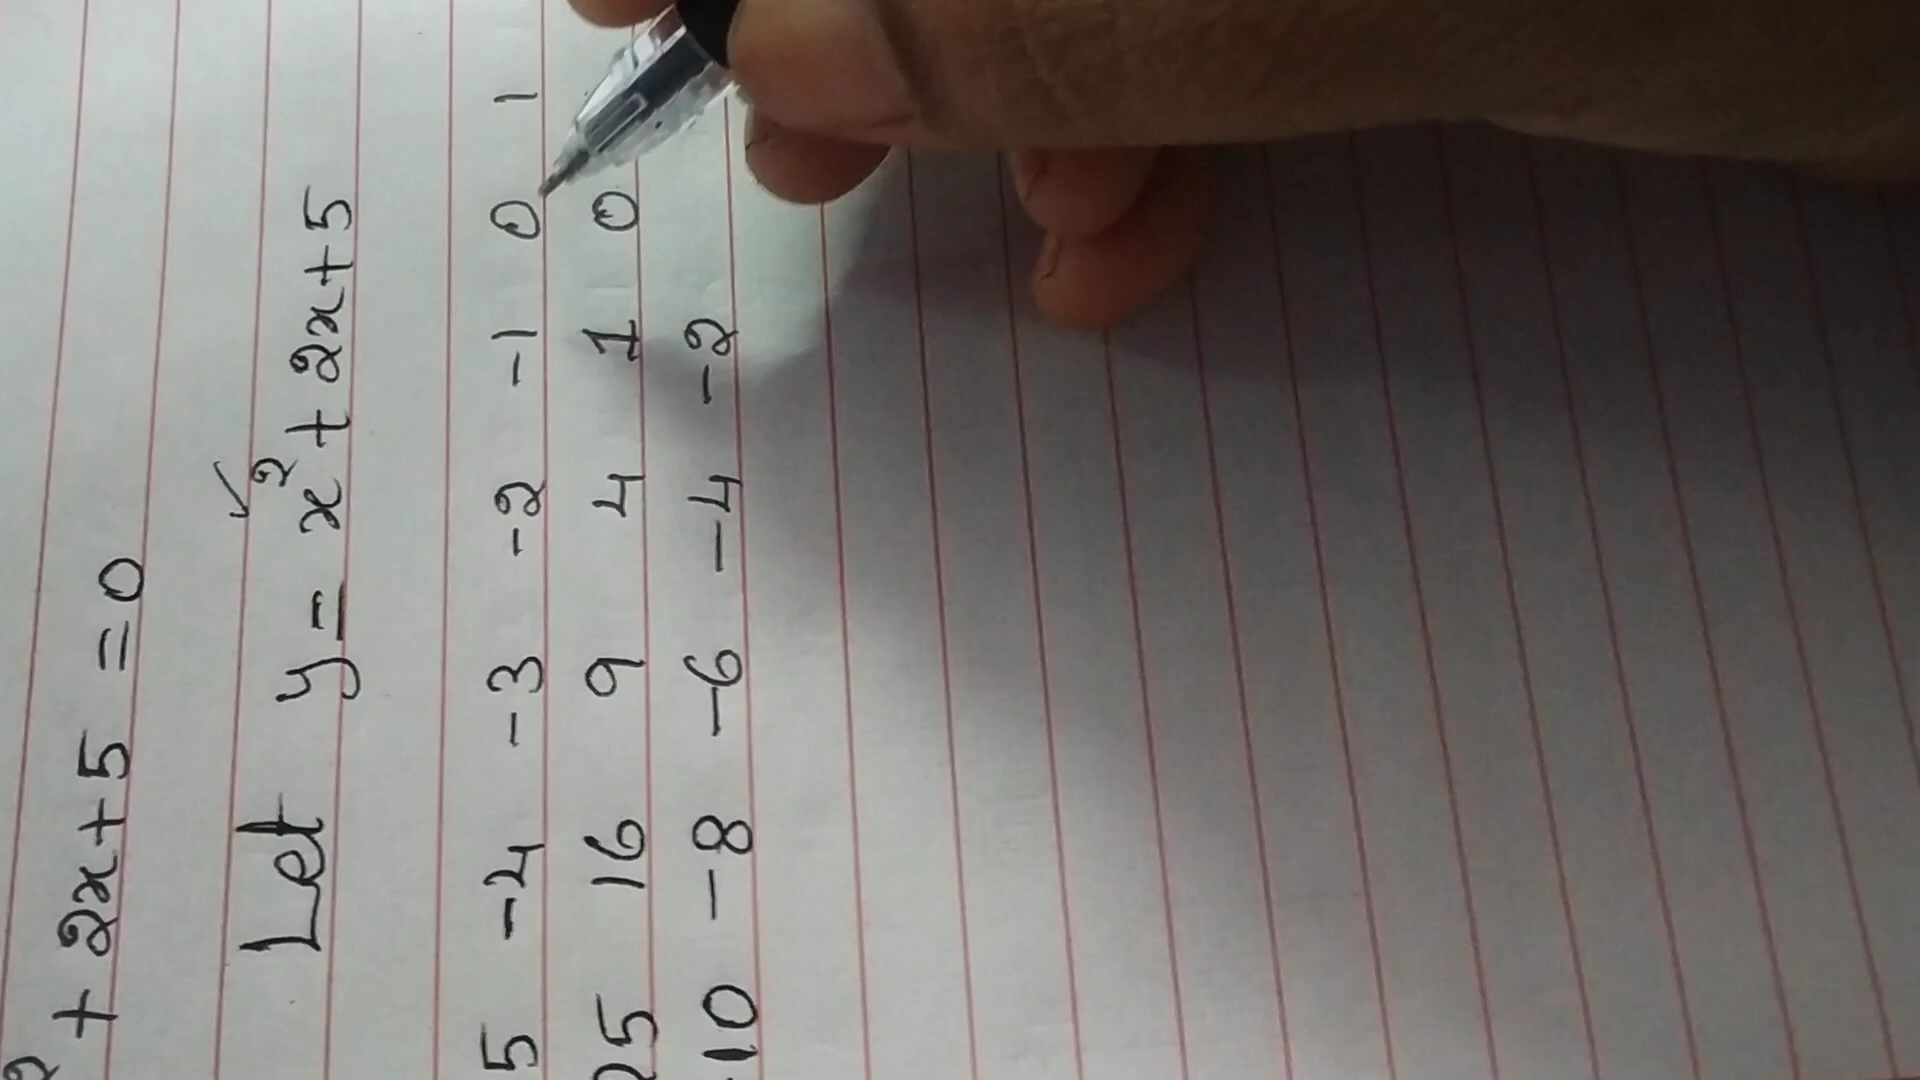 ² + 2x + 5 = 0
Let y = x² + 2x + 5
5 -4 -3 -2 -1 0 1
25 16 9 4 1 0
-10 -8 -6 -4 -2